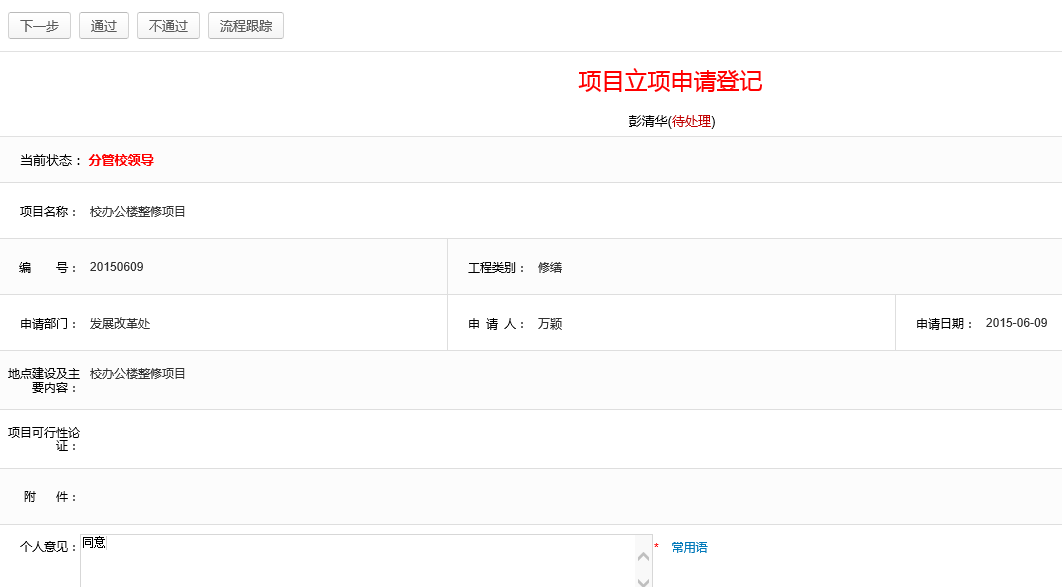 下一步 通过 不通过 流程跟踪
项目立项申请登记
彭清华(待处理)
当前状态： 分管校领导
项目名称： 校办公楼整修项目
编 号： 20150609 工程类别： 修缮
申请部门： 发展改革处 申 请 人： 万颖 申请日期： 2015-06-09
地点建设及主 校办公楼整修项目
要内容：
项目可行性论
证：
附 件：
个人意见： 同意 * 常用语